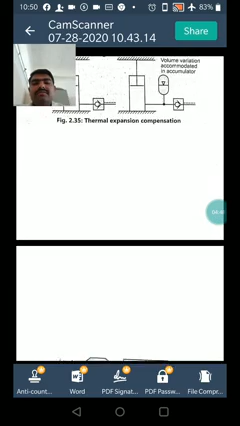 10:50
83%
CamScanner
07-28-2020 10.43.14
Share
Volume variation
accommodated
in accumulator
Fig. 2.35: Thermal expansion compensation
Anti-count...
Word
PDF Signat...
PDF Passw...
File Compr...